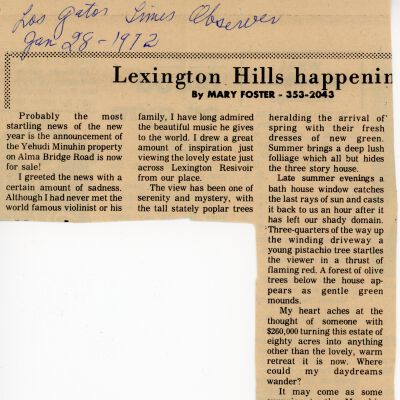 Los Gatos Times Observer
Jan 28-1972
Lexington Hills happenin
By MARY FOSTER - 353-2043
Probably the most
startling news of the new
year is the announcement of
the Yehudi Minuhin property
on Alma Bridge Road is now
for sale!
I greeted the news with a
certain amount of sadness.
Although I had never met the
world famous violinist or his
family, I have long admired
the beautiful music he gives
to the world. I drew a great
amount of inspiration just
viewing the lovely estate just
across Lexington Resivoir
from our place.
The view has been one of
serenity and mystery, with
the tall stately poplar trees
heralding the arrival of
spring with their fresh
dresses of new green.
Summer brings a deep lush
folliage which all but hides
the three story house.
Late summer evenings a
bath house window catches
the last rays of sun and casts
it back to us an hour after it
has left our shady domain.
Three-quarters of the way up
the winding driveway a
young pistachio tree startles
the viewer in a thrust of
flaming red. A forest of olive
trees below the house ap-
pears as gentle green
mounds.
My heart aches at the
thought of someone with
$260,000 turning this estate of
eighty acres into anything
other than the lovely, warm
retreat it is now. Where
could my daydreams
wander?
It may come as some